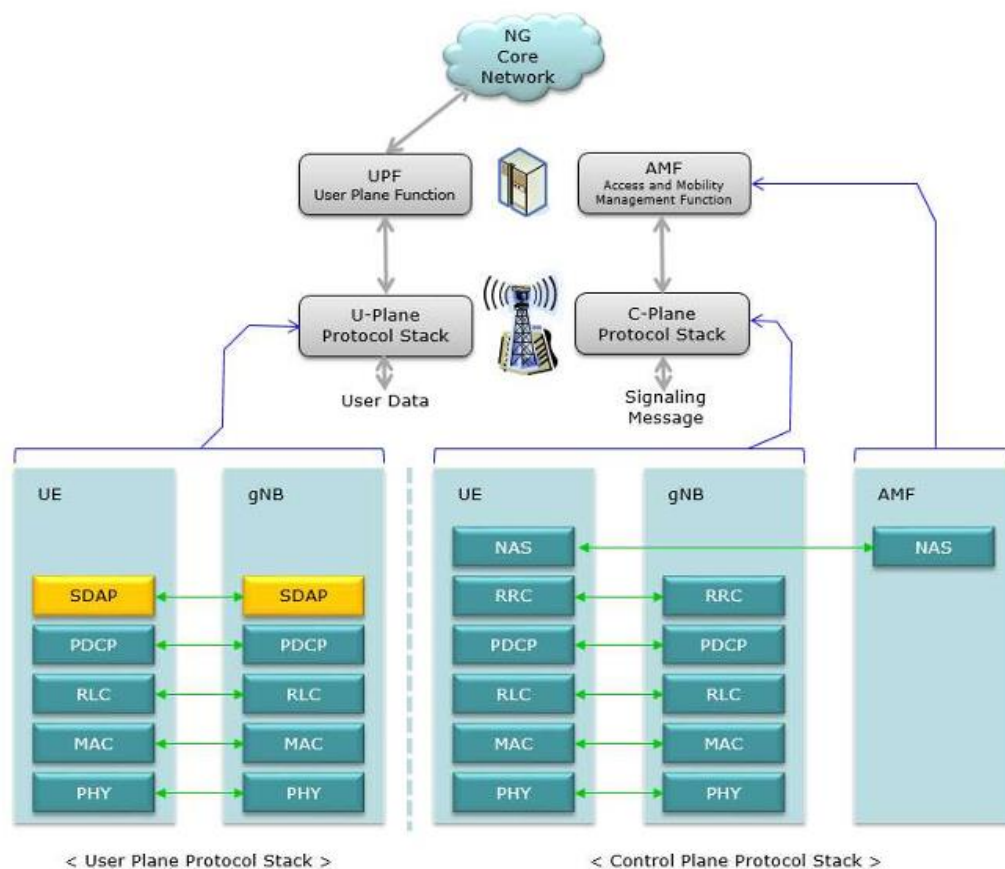 NG
Core
Network
UPF
User Plane Function
AMF
Access and Mobility
Management Function
U-Plane
Protocol Stack
C-Plane
Protocol Stack
User Data
Signaling
Message
UE
gNB
UE
gNB
AMF
NAS
NAS
SDAP
SDAP
RRC
RRC
PDCP
PDCP
PDCP
PDCP
RLC
RLC
RLC
RLC
MAC
MAC
MAC
MAC
PHY
PHY
PHY
PHY
< User Plane Protocol Stack >
< Control Plane Protocol Stack >